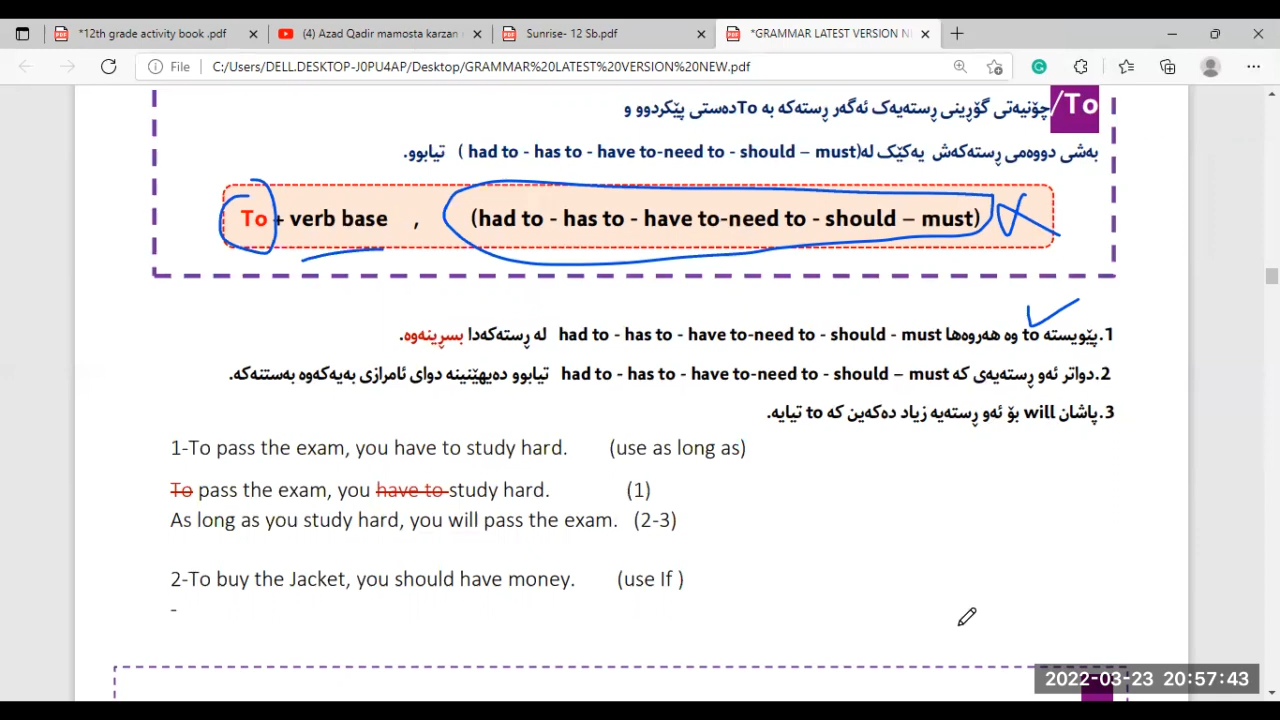 *12th grade activity book .pdf
(4) Azad Qadir mamosta karzan
Sunrise- 12 Sb.pdf
*GRAMMAR LATEST VERSION NE
File C:/Users/DELL.DESKTOP-J0PU4AP/Desktop/GRAMMAR%20LATEST%20VERSION%20NEW.pdf
To/چۆنیەتی گۆڕینی ڕستەیەک ئەگەر ڕستەکە بە Toدەستی پێکردوو و
بەشی دووەمی ڕستەکەش یەکێک لە(had to - has to - have to-need to - should – must ) تیابوو.
To + verb base , (had to - has to - have to-need to - should – must)
1.پێویستە to وە هەروەها had to - has to - have to-need to - should - must لە ڕستەکەدا بسڕینەوە.
2.دواتر ئەو ڕستەیەی کە had to - has to - have to-need to - should – must تیابوو دەیهێنینە دوای ئامرازی بەیەکەوە بەستنەکە.
3.پاشان will بۆ ئەو ڕستەیە زیاد دەکەین کە to تیایە.
1-To pass the exam, you have to study hard. (use as long as)
To pass the exam, you have to study hard. (1)
As long as you study hard, you will pass the exam. (2-3)
2-To buy the Jacket, you should have money. (use If )
-
2022-03-23 20:57:43